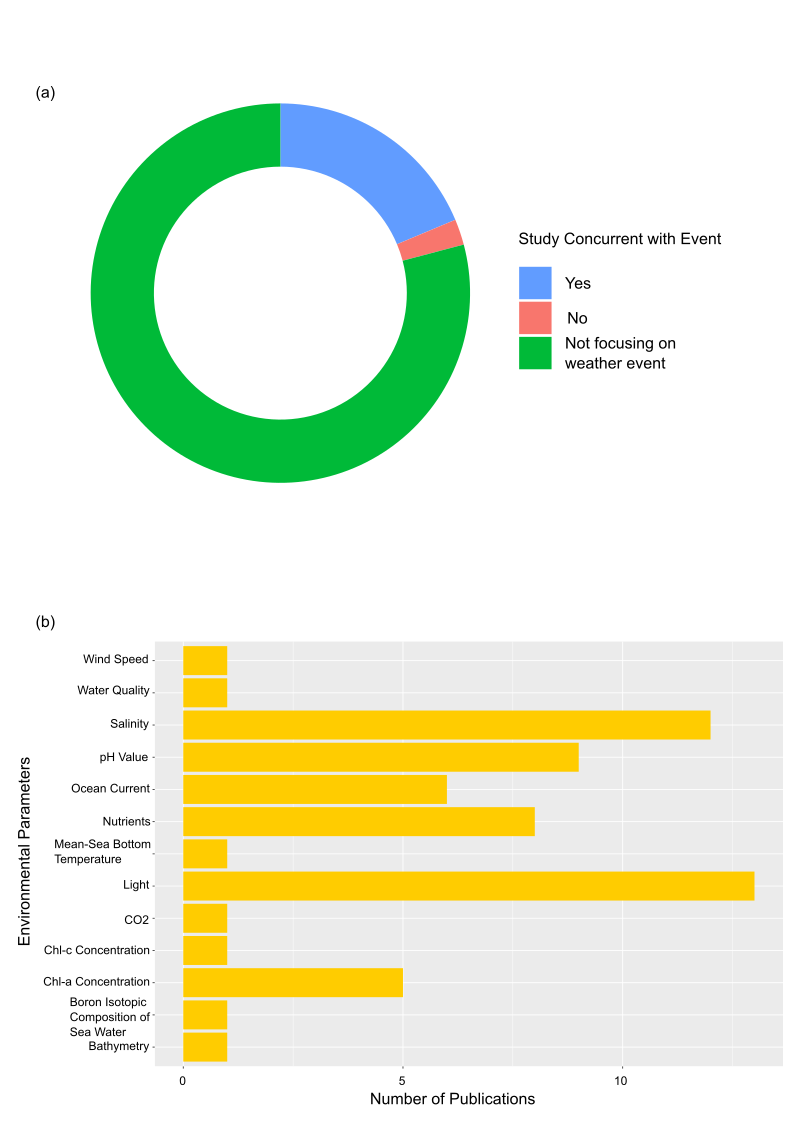 (a)
Study Concurrent with Event
Yes
No
Not focusing on
weather event
(b)
Environmental Parameters
Wind Speed
Water Quality
Salinity
pH Value
Ocean Current
Nutrients
Mean-Sea Bottom
Temperature
Light
CO2
Chl-c Concentration
Chl-a Concentration
Boron Isotopic
Composition of
Sea Water
Bathymetry
0 5 10
Number of Publications